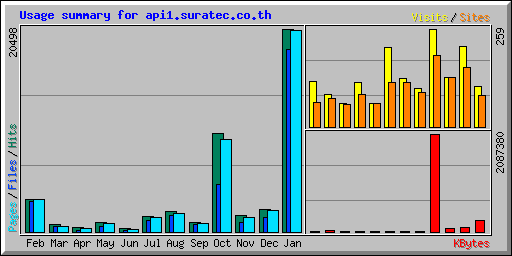 Usage summary for api1.suratec.co.th
Visits/Sites
20498
259
Pages/Files/Hits
2087380
Feb Mar Apr May Jun Jul Aug Sep Oct Nov Dec Jan
KBytes